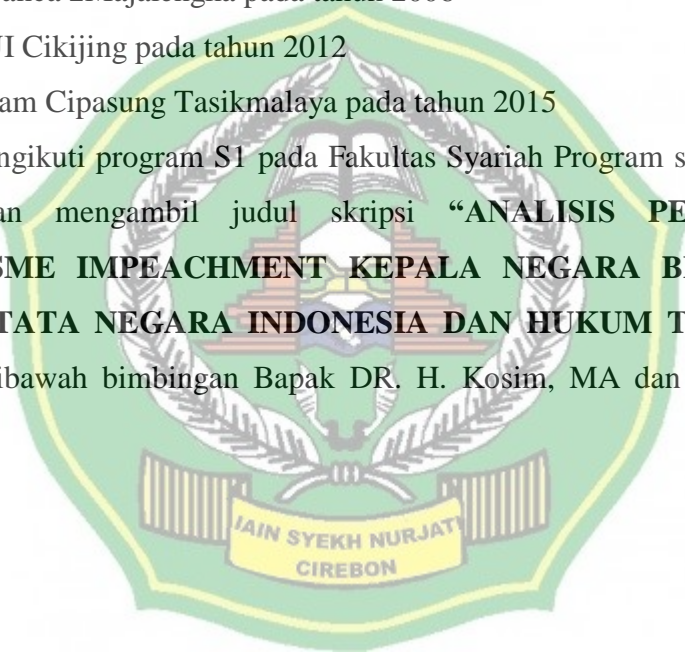 2Majalengka pada tahun
Cikijing pada tahun 2012
am Cipasung Tasikmalaya pada tahun 2015
ngikuti program S1 pada Fakultas Syariah Program s
an mengambil judul skripsi “ANALISIS PE
SME IMPEACHMENT KEPALA NEGARA
TATA NEGARA INDONESIA DAN HUKUM T
ibawah bimbingan Bapak DR. H. Kosim, MA dan
IAIN SYEKH NURJATI
CIREBON